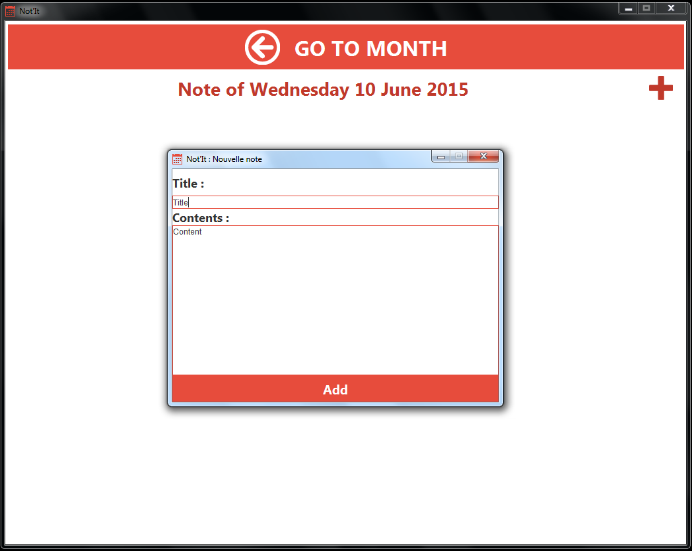 Not'It
GO TO MONTH
Note of Wednesday 10 June 2015
Not'It : Nouvelle note
Title :
Title
Contents :
Content
Add